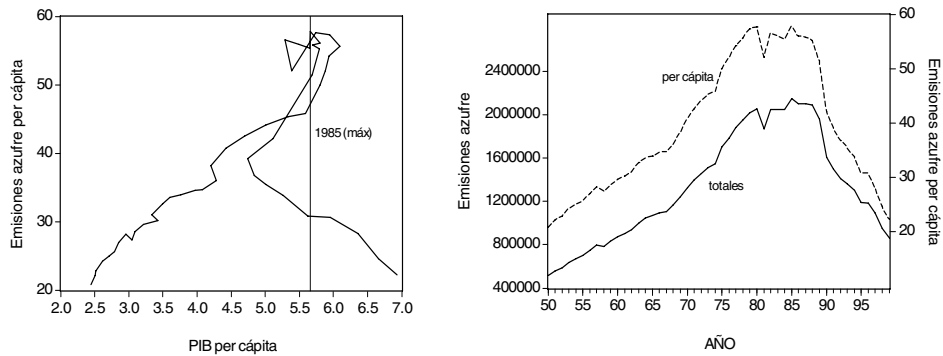 Emisiones azufre per cápita
60
50
40
30
20
1985 (máx)
2.0 2.5 3.0 3.5 4.0 4.5 5.0 5.5 6.0 6.5 7.0
PIB per cápita
Emisiones azufre
2400000
2000000
1600000
1200000
800000
400000
per cápita
totales
60
50
40
30
20
Emisiones azufre per cápita
50 55 60 65 70 75 80 85 90 95
AÑO